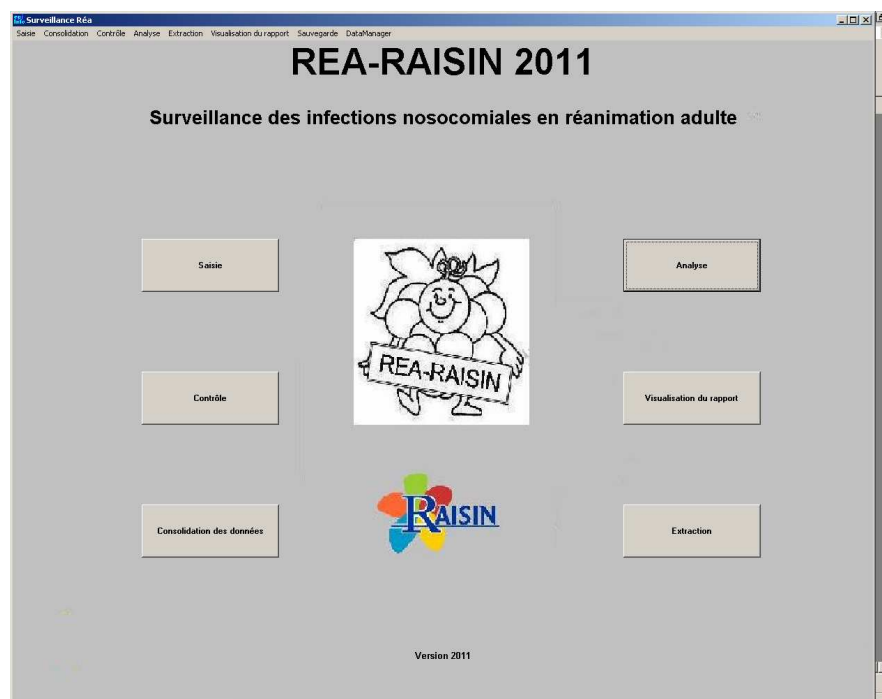 Surveillance Réa
Saisie Consolidation Contrôle Analyse Extraction Visualisation du rapport Sauvegarde DataManager
REA-RAISIN 2011
Surveillance des infections nosocomiales en réanimation adulte
Saisie
Analyse
REA-RAISIN
Contrôle
Visualisation du rapport
RAISIN
Consolidation des données
Extraction
Version 2011